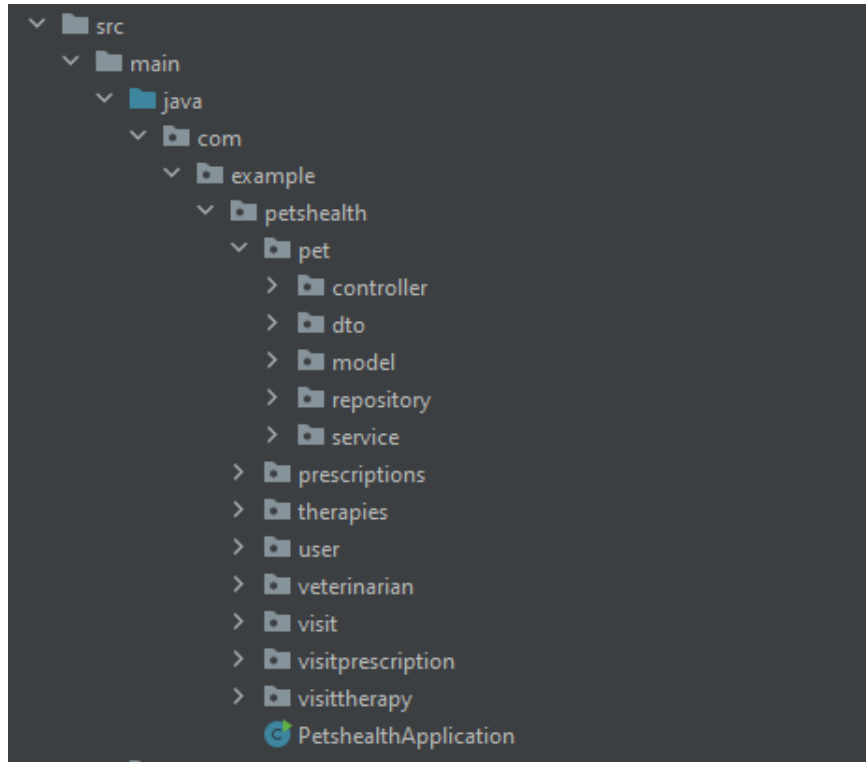 src
main
java
com
example
petshealth
pet
controller
dto
model
repository
service
prescriptions
therapies
user
veterinarian
visit
visitprescription
visittherapy
PetshealthApplication